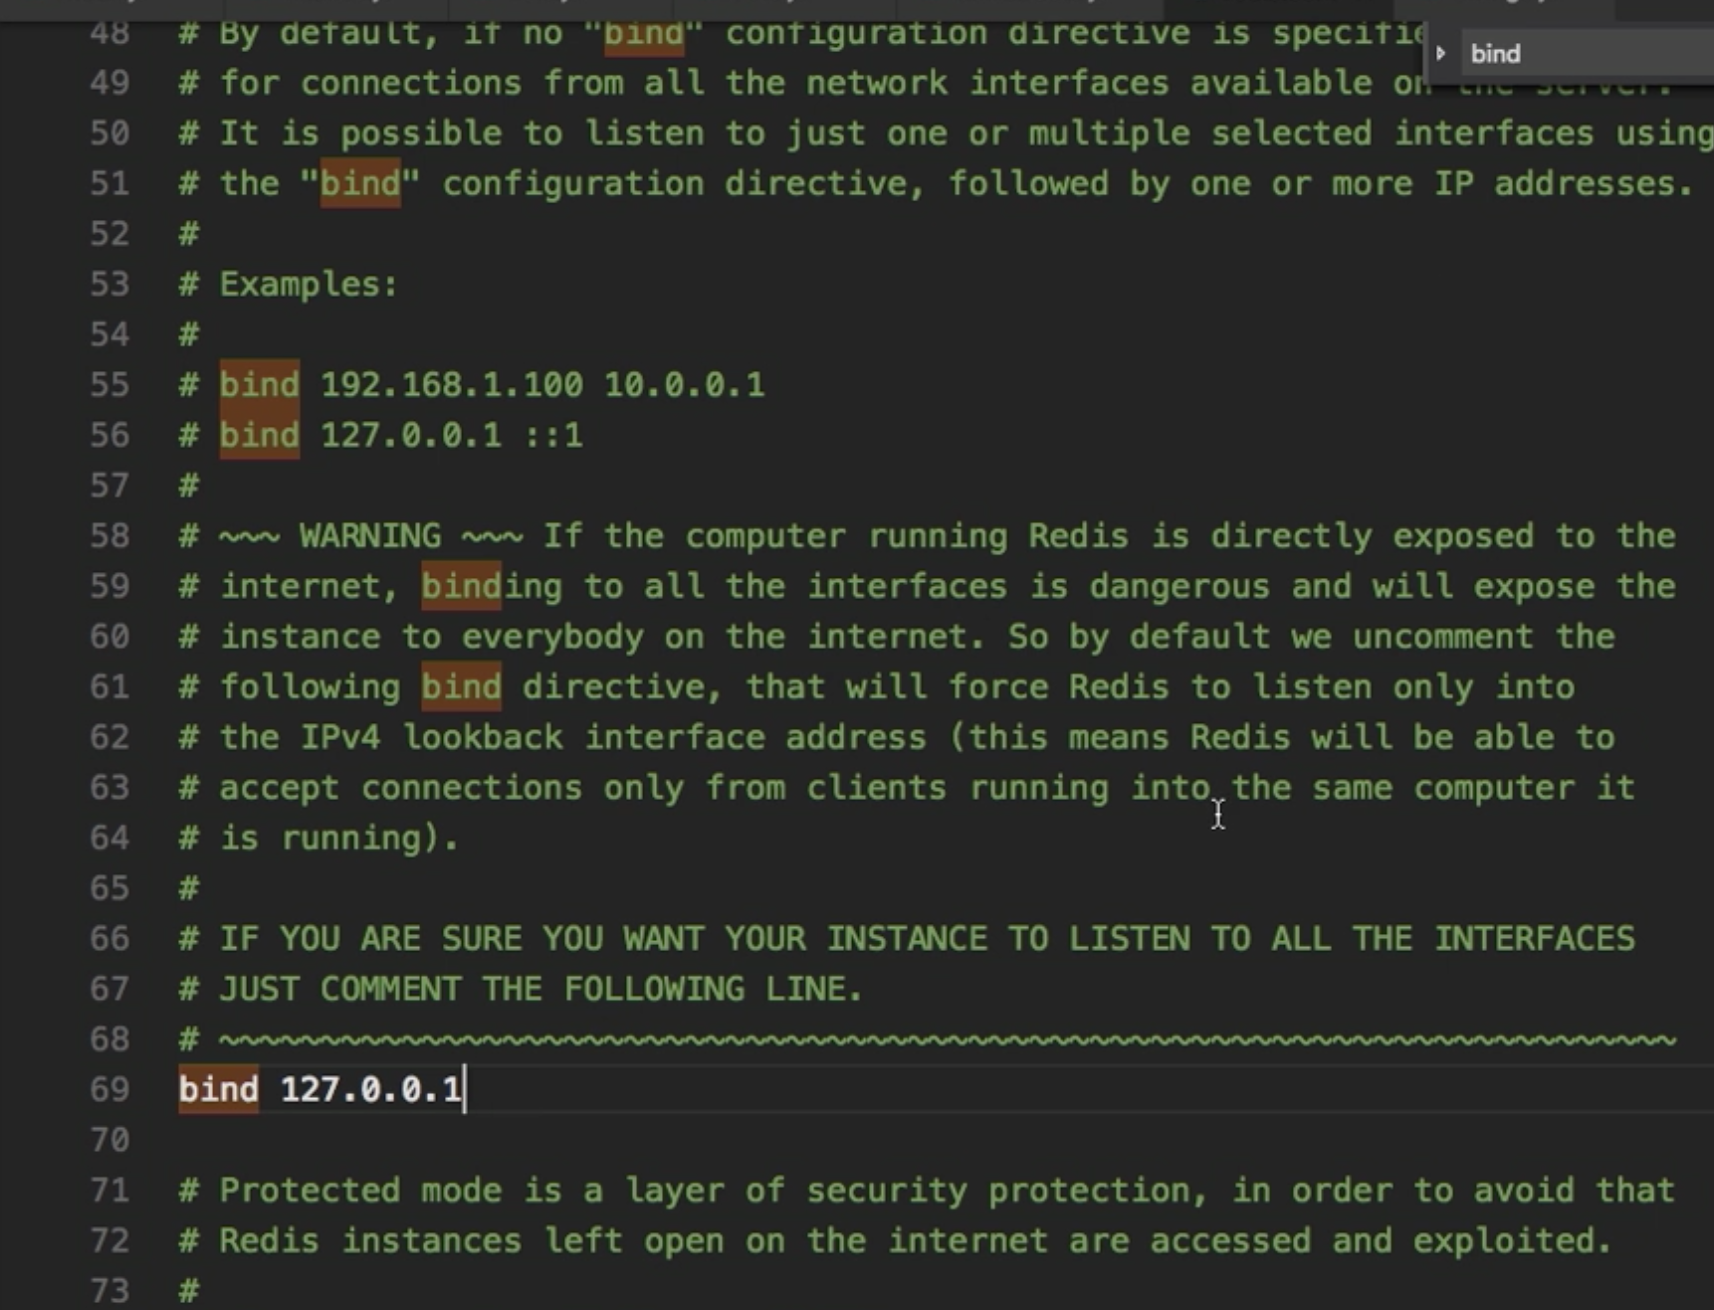 48 # By default, if no "bind" configuration directive is specifie
bind
49 # for connections from all the network interfaces available on the server.
50 # It is possible to listen to just one or multiple selected interfaces using
51 # the "bind" configuration directive, followed by one or more IP addresses.
52 #
53 # Examples:
54 #
55 # bind 192.168.1.100 10.0.0.1
56 # bind 127.0.0.1 ::1
57 #
58 # ~~~ WARNING ~~~ If the computer running Redis is directly exposed to the
59 # internet, binding to all the interfaces is dangerous and will expose the
60 # instance to everybody on the internet. So by default we uncomment the
61 # following bind directive, that will force Redis to listen only into
62 # the IPv4 lookback interface address (this means Redis will be able to
63 # accept connections only from clients running into the same computer it
64 # is running).
65 #
66 # IF YOU ARE SURE YOU WANT YOUR INSTANCE TO LISTEN TO ALL THE INTERFACES
67 # JUST COMMENT THE FOLLOWING LINE.
68 # ~~~~~~~~~~~~~~~~~~~~~~~~~~~~~~~~~~~~~~~~~~~~~~~~~~~~~~~~~~~~~~~~~~~~~~~~
69 bind 127.0.0.1
70
71 # Protected mode is a layer of security protection, in order to avoid that
72 # Redis instances left open on the internet are accessed and exploited.
73 #